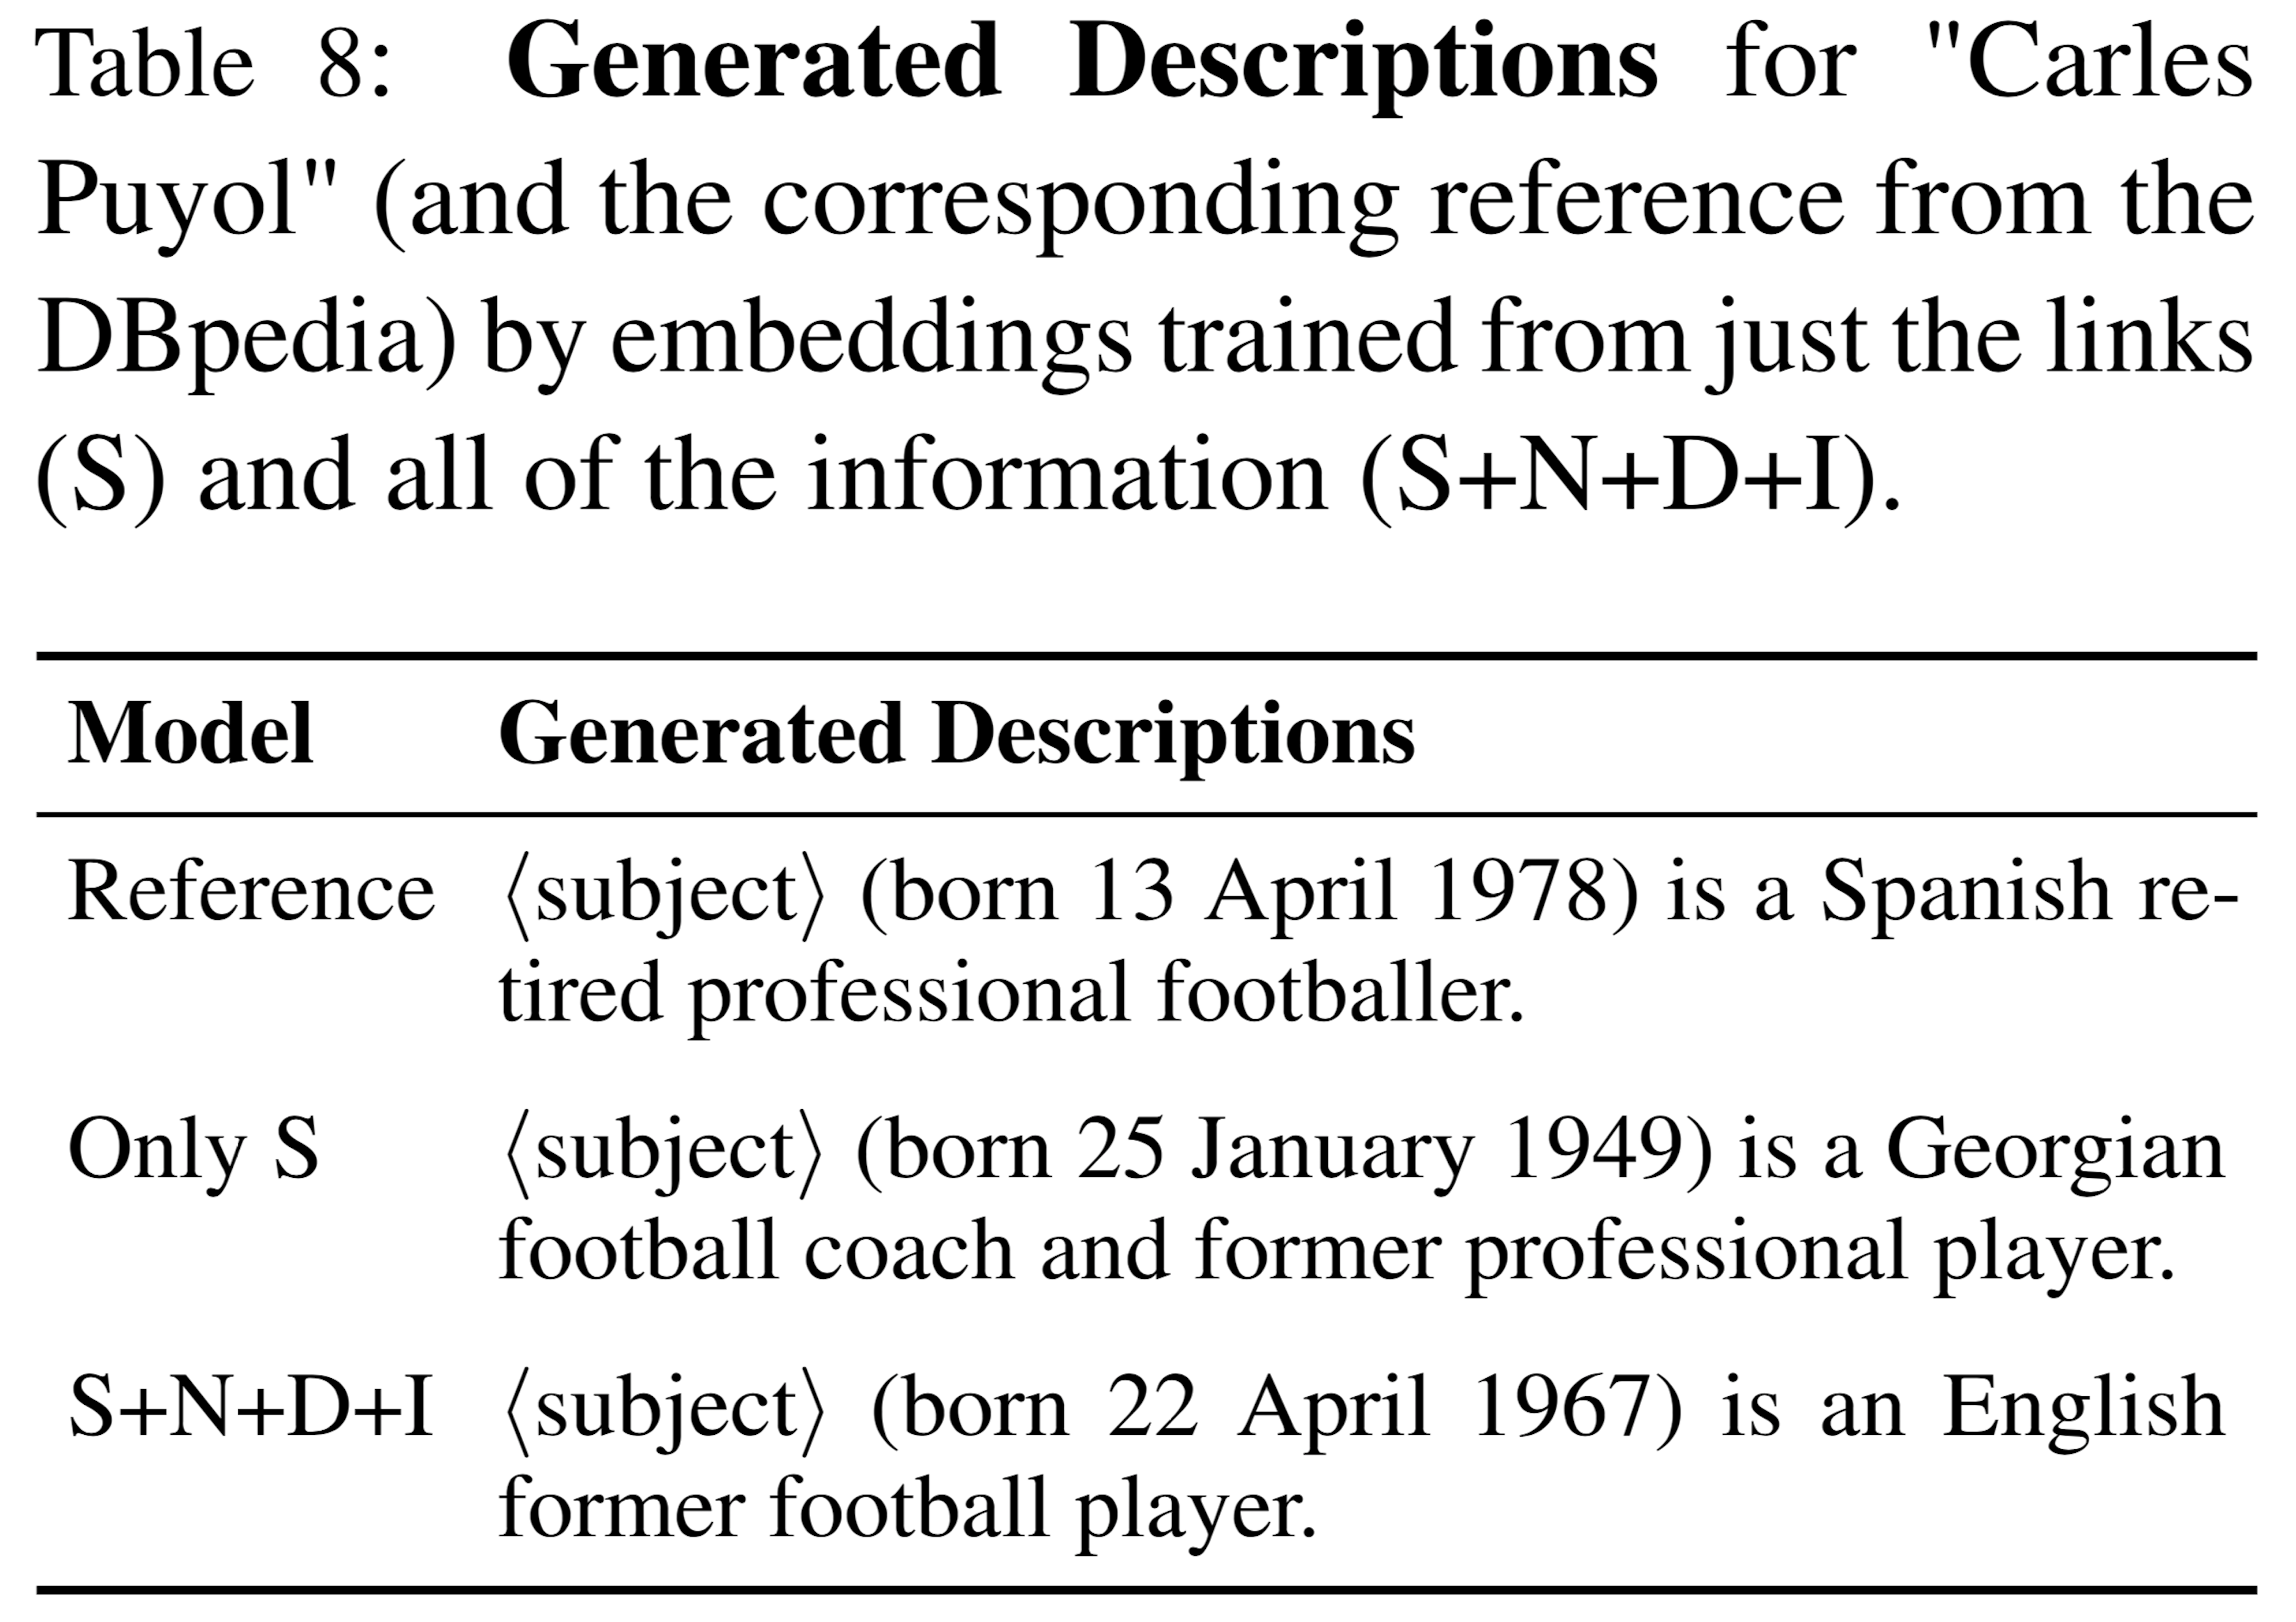 Table 8: Generated Descriptions for "Carles
Puyol" (and the corresponding reference from the
DBpedia) by embeddings trained from just the links
(S) and all of the information (S+N+D+I).
Model Generated Descriptions
Reference ⟨subject⟩ (born 13 April 1978) is a Spanish re-
tired professional footballer.
Only S ⟨subject⟩ (born 25 January 1949) is a Georgian
football coach and former professional player.
S+N+D+I ⟨subject⟩ (born 22 April 1967) is an English
former football player.